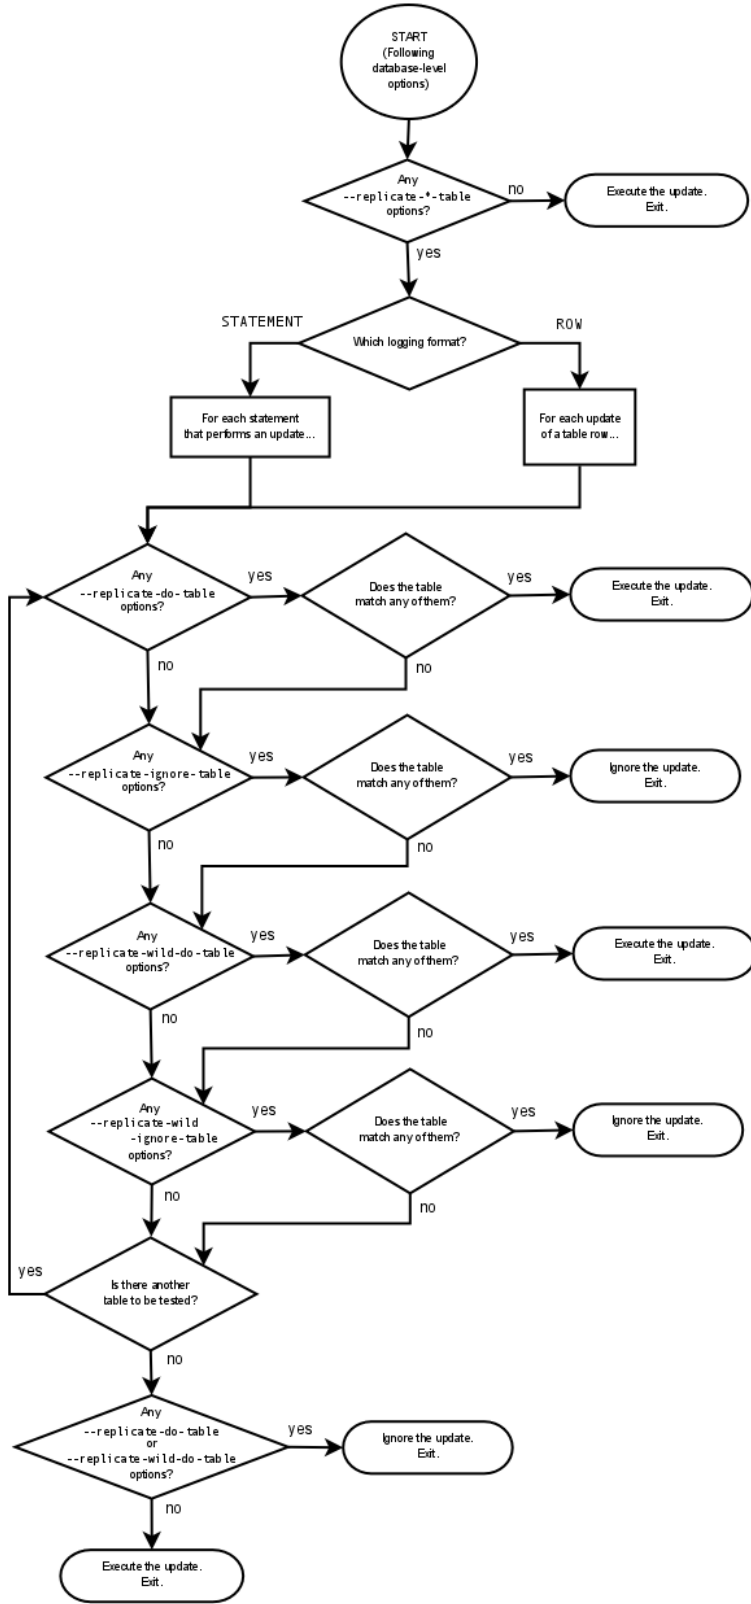 START
(Following
database-level
options)
Any
--replicate-*-table
options?
no
Execute the update.
Exit.
yes
Which logging format?
STATEMENT
ROW
For each statement
that performs an update...
For each update
of a table row...
Any
--replicate-do-table
options?
yes
Does the table
match any of them?
yes
Execute the update.
Exit.
no
no
Any
--replicate-ignore-table
options?
yes
Does the table
match any of them?
yes
Ignore the update.
Exit.
no
no
Any
--replicate-wild-do-table
options?
yes
Does the table
match any of them?
yes
Execute the update.
Exit.
no
no
Any
--replicate-wild
-ignore-table
options?
yes
Does the table
match any of them?
yes
Ignore the update.
Exit.
no
no
yes
Is there another
table to be tested?
no
Any
--replicate-do-table
or
--replicate-wild-do-table
options?
yes
Ignore the update.
Exit.
no
Execute the update.
Exit.